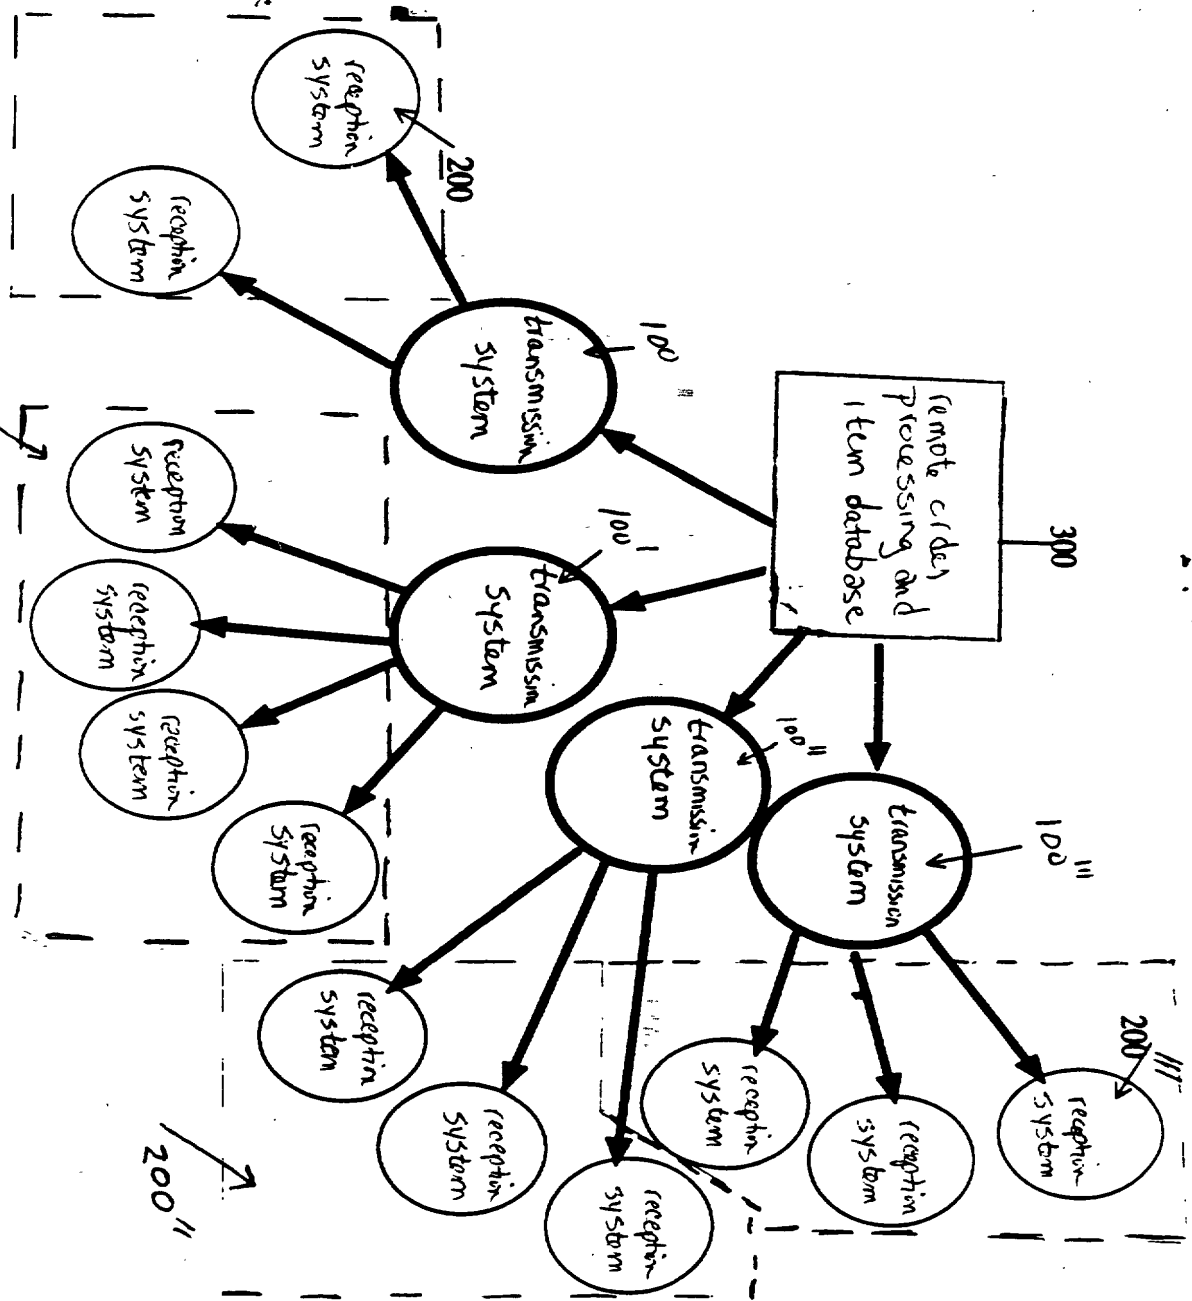 300
remote order
processing and
item database
100
transmission
system
100'
transmission
system
100"
transmission
system
100'''
transmission
system
200
reception
system
reception
system
reception
system
reception
system
reception
system
reception
system
reception
system
reception
system
reception
system
reception
system
reception
system
200'''
reception
system
200"